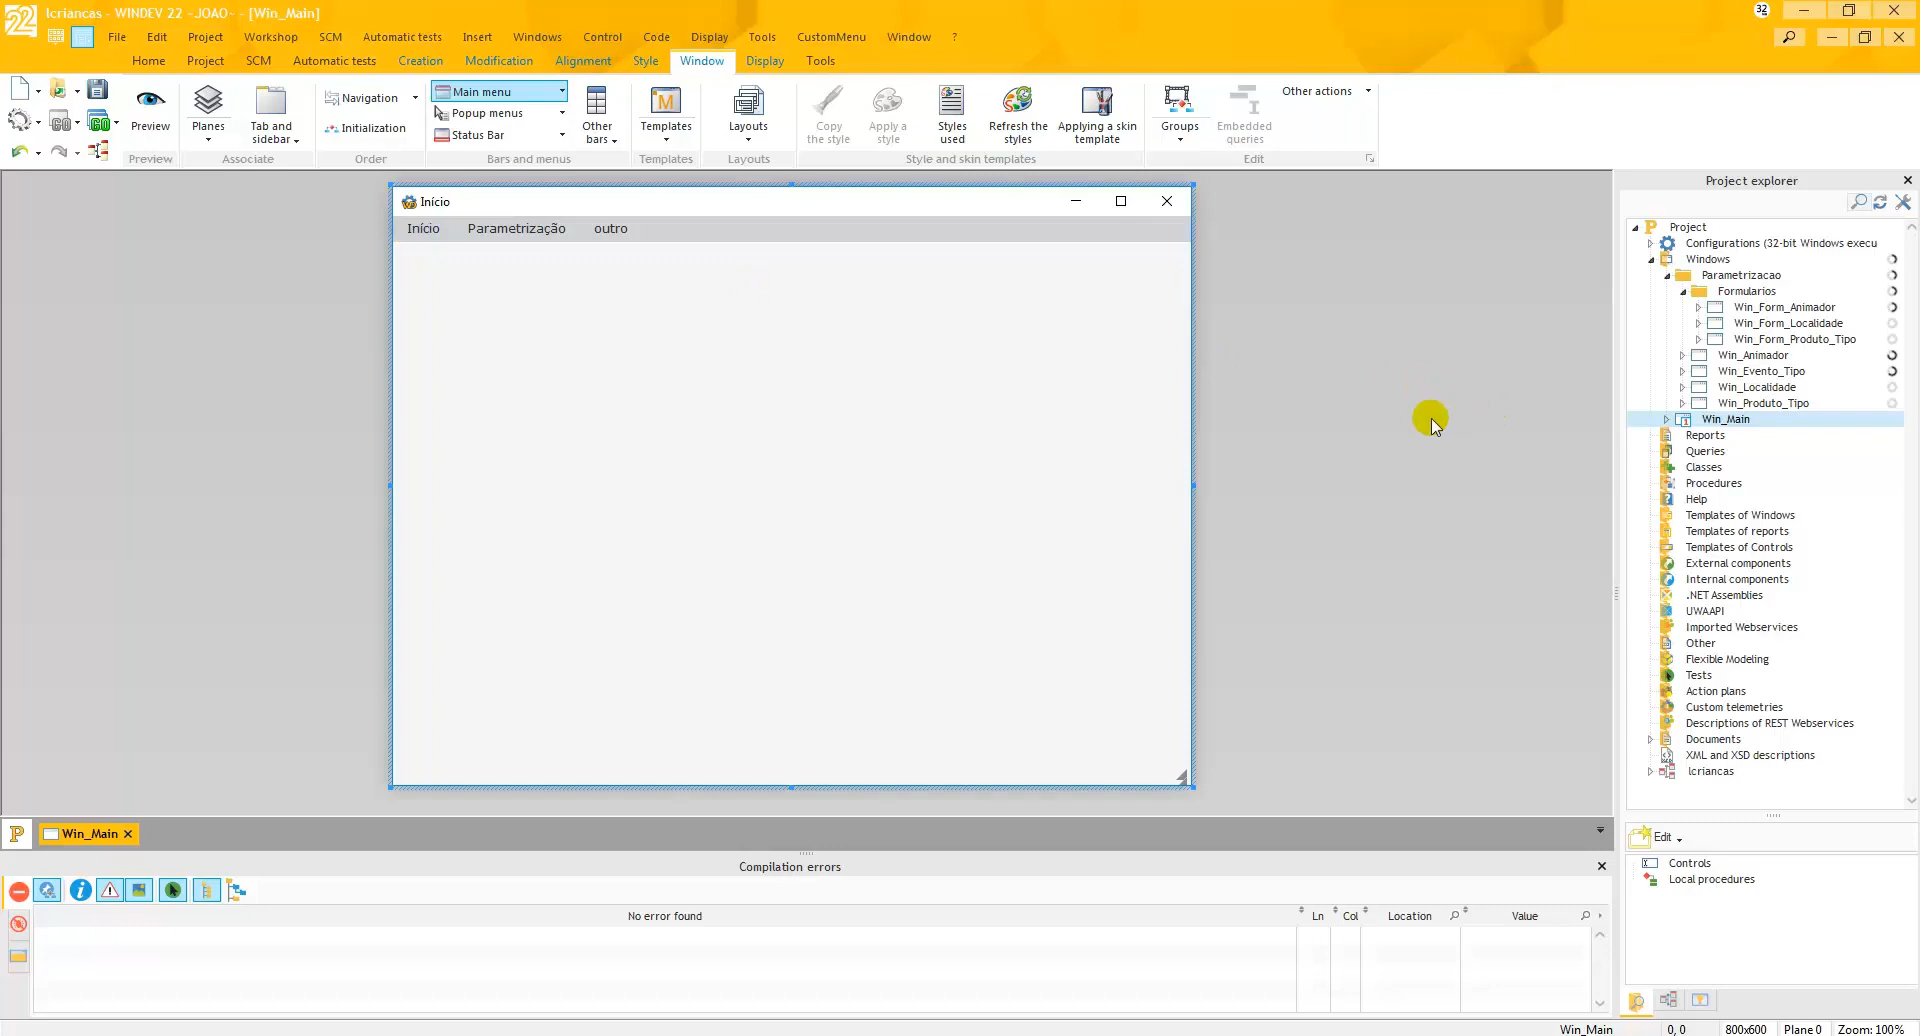 lcriancas - WINDEV 22 ~JOAO~ - [Win_Main]
32
File Edit Project Workshop SCM Automatic tests Insert Windows Control Code Display Tools CustomMenu Window ?
Home Project SCM Automatic tests Creation Modification Alignment Style Window Display Tools
Preview
Planes
Tab and sidebar
Navigation
Initialization
Main menu
Popup menus
Status Bar
Other bars
Templates
Layouts
Copy the style
Apply a style
Styles used
Refresh the styles
Applying a skin template
Groups
Embedded queries
Other actions
Preview Associate Order Bars and menus Templates Layouts Style and skin templates Edit
Início
Início Parametrização outro
Project explorer
Project
Configurations (32-bit Windows execu
Windows
Parametrizacao
Formularios
Win_Form_Animador
Win_Form_Localidade
Win_Form_Produto_Tipo
Win_Animador
Win_Evento_Tipo
Win_Localidade
Win_Produto_Tipo
Win_Main
Reports
Queries
Classes
Procedures
Help
Templates of Windows
Templates of reports
Templates of Controls
External components
Internal components
.NET Assemblies
UWAAPI
Imported Webservices
Other
Flexible Modeling
Tests
Action plans
Custom telemetries
Descriptions of REST Webservices
Documents
XML and XSD descriptions
lcriancas
Edit
Controls
Local procedures
Win_Main
Compilation errors
No error found Ln Col Location Value
Win_Main 0, 0 800x600 Plane 0 Zoom: 100%